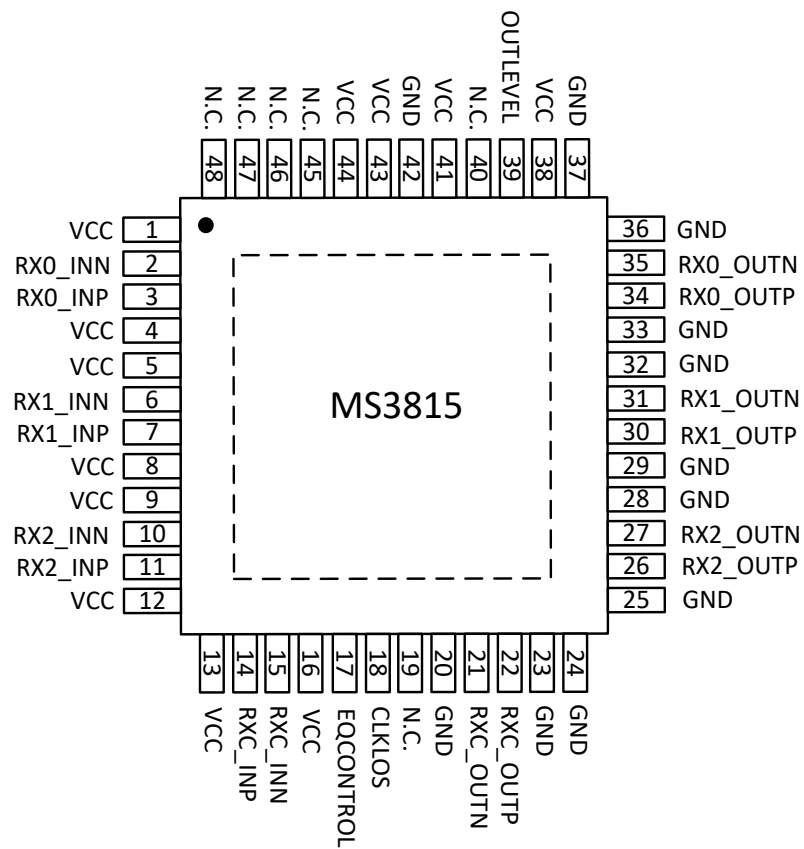 N.C. N.C. N.C. N.C. VCC VCC GND VCC N.C. OUTLEVEL VCC GND
48 47 46 45 44 43 42 41 40 39 38 37
VCC 1
RX0_INN 2
RX0_INP 3
VCC 4
VCC 5
RX1_INN 6
RX1_INP 7
VCC 8
VCC 9
RX2_INN 10
RX2_INP 11
VCC 12
MS3815
36 GND
35 RX0_OUTN
34 RX0_OUTP
33 GND
32 GND
31 RX1_OUTN
30 RX1_OUTP
29 GND
28 GND
27 RX2_OUTN
26 RX2_OUTP
25 GND
13 14 15 16 17 18 19 20 21 22 23 24
VCC RXC_INP RXC_INN VCC EQCONTROL CLKLOS N.C. GND RXC_OUTN RXC_OUTP GND GND